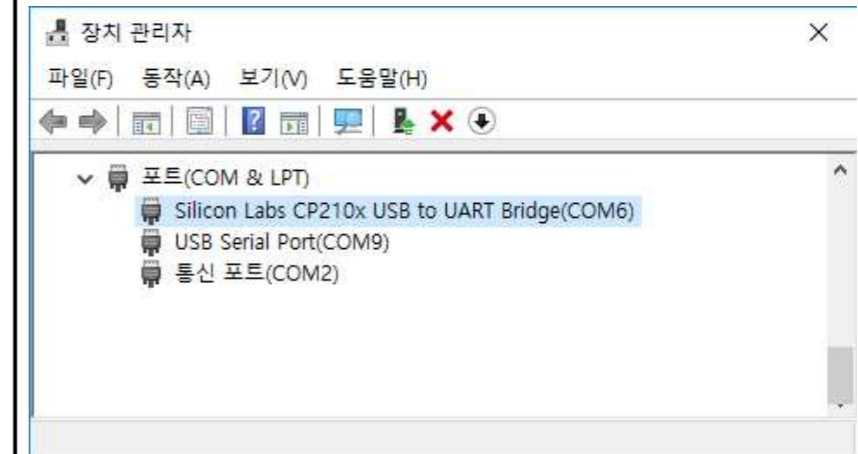 장치 관리자
파일(F) 동작(A) 보기(V) 도움말(H)
포트(COM & LPT)
Silicon Labs CP210x USB to UART Bridge(COM6)
USB Serial Port(COM9)
통신 포트(COM2)